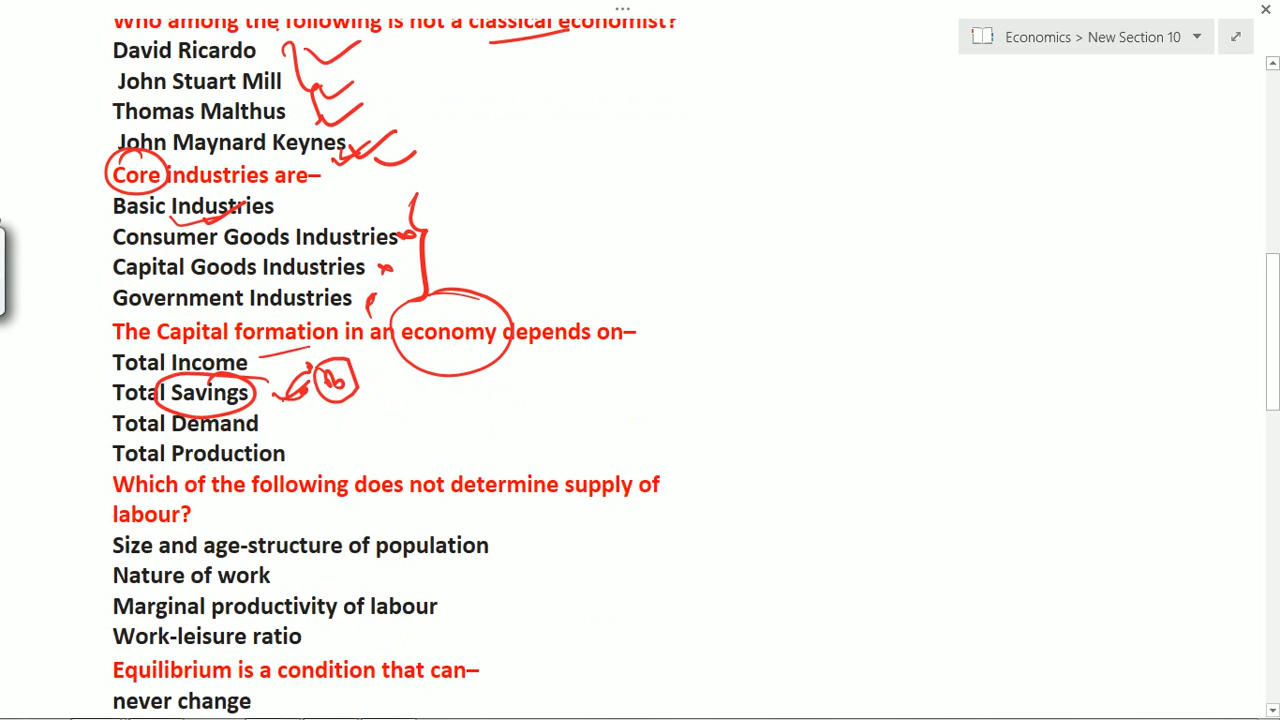 Economics > New Section 10
Who among the following is not a classical economist?
David Ricardo
John Stuart Mill
Thomas Malthus
John Maynard Keynes
Core industries are–
Basic Industries
Consumer Goods Industries
Capital Goods Industries
Government Industries
The Capital formation in an economy depends on–
Total Income
Total Savings
Total Demand
Total Production
Which of the following does not determine supply of
labour?
Size and age-structure of population
Nature of work
Marginal productivity of labour
Work-leisure ratio
Equilibrium is a condition that can–
never change